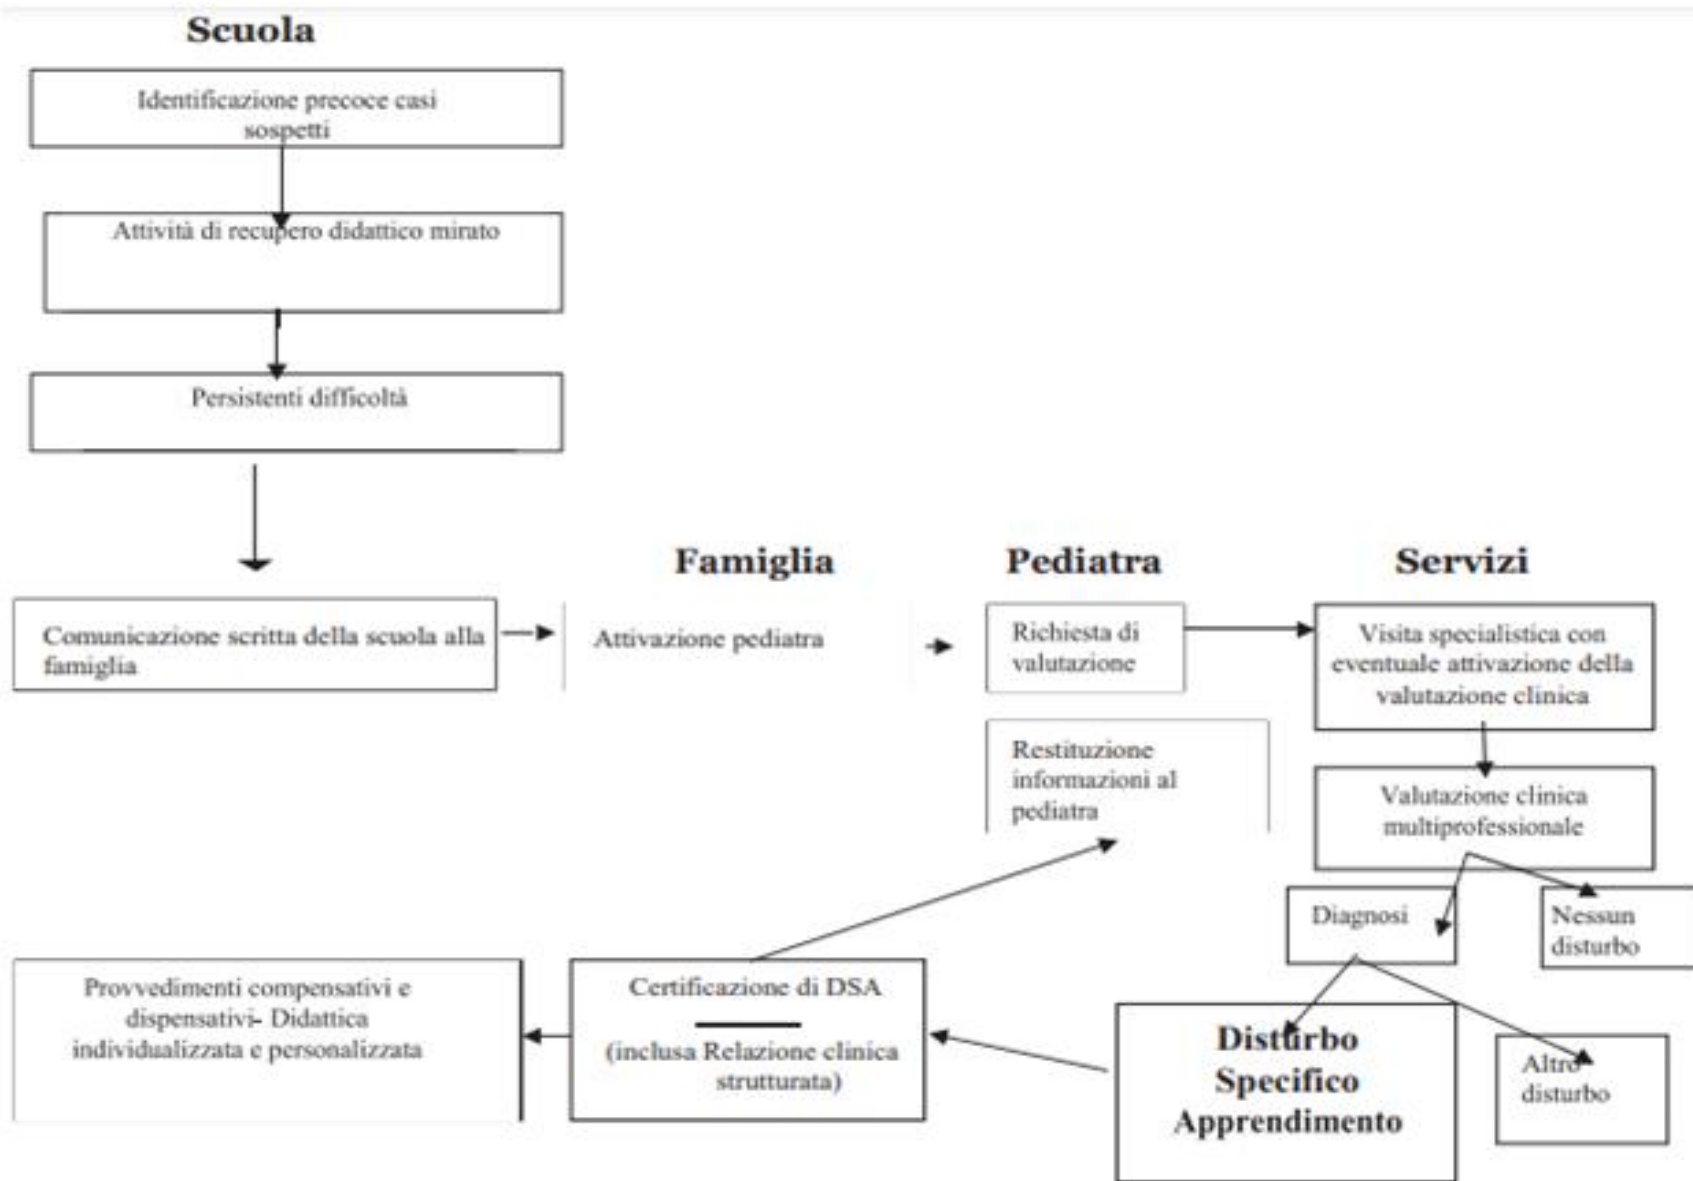 Scuola
Identificazione precoce casi
sospetti
Attività di recupero didattico mirato
Persistenti difficoltà
Famiglia
Pediatra
Servizi
Comunicazione scritta della scuola alla
famiglia
Attivazione pediatra
Richiesta di
valutazione
Visita specialistica con
eventuale attivazione della
valutazione clinica
Restituzione
informazioni al
pediatra
Valutazione clinica
multiprofessionale
Diagnosi
Nessun
disturbo
Provvedimenti compensativi e
dispensativi- Didattica
individualizzata e personalizzata
Certificazione di DSA
(inclusa Relazione clinica
strutturata)
Disturbo
Specifico
Apprendimento
Altro
disturbo